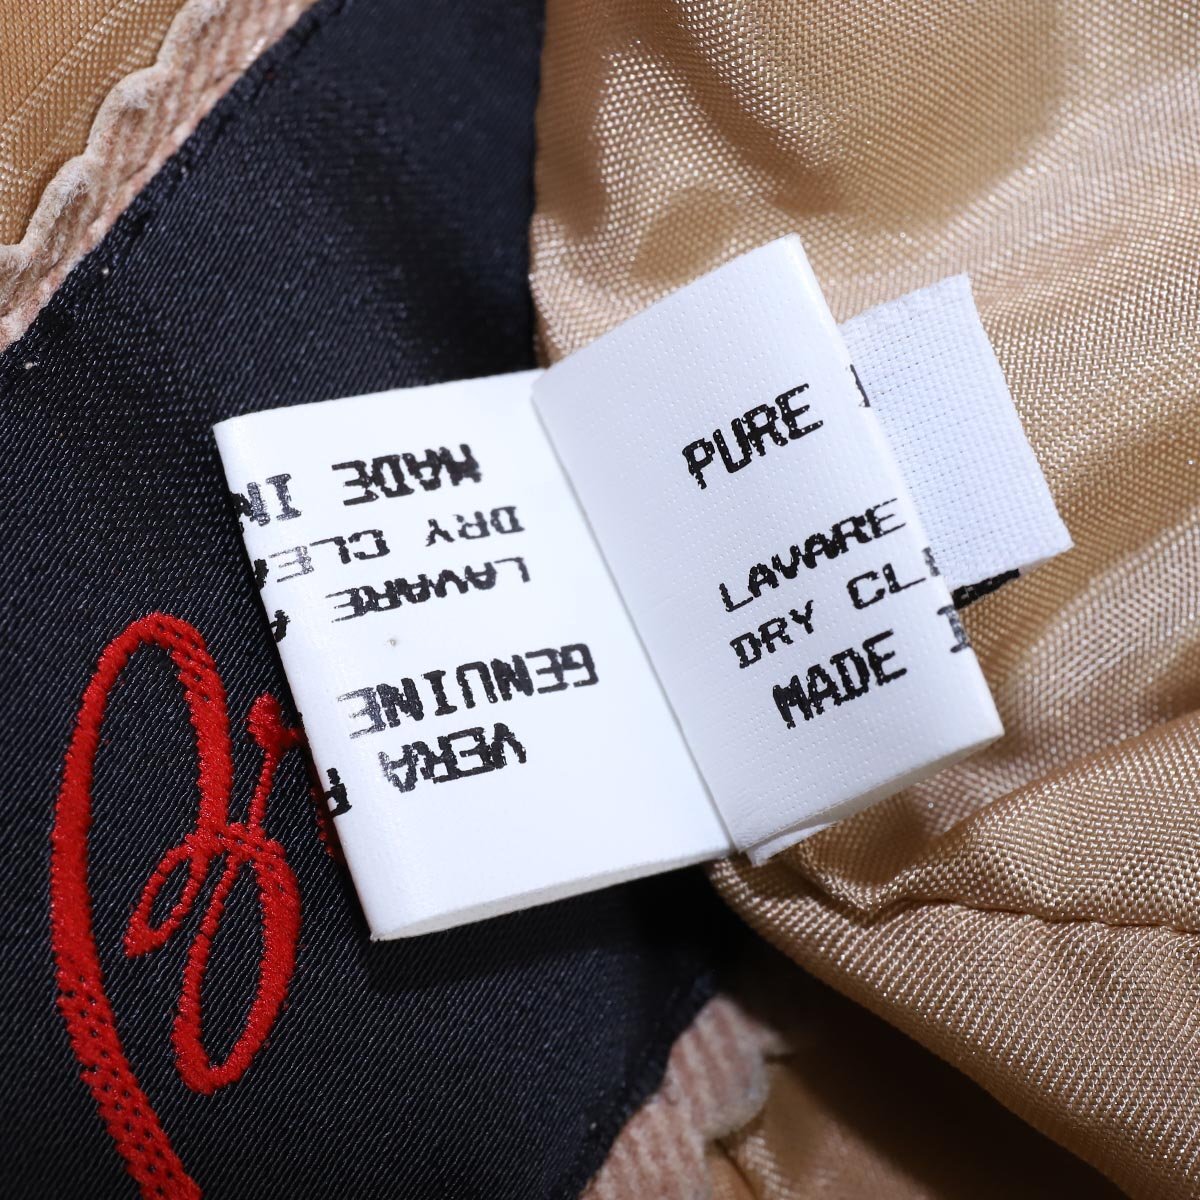 PURE
LAVARE
DRY CL
MADE
VERA
GENUINE
LAVARE
DRY CLE
MADE IN